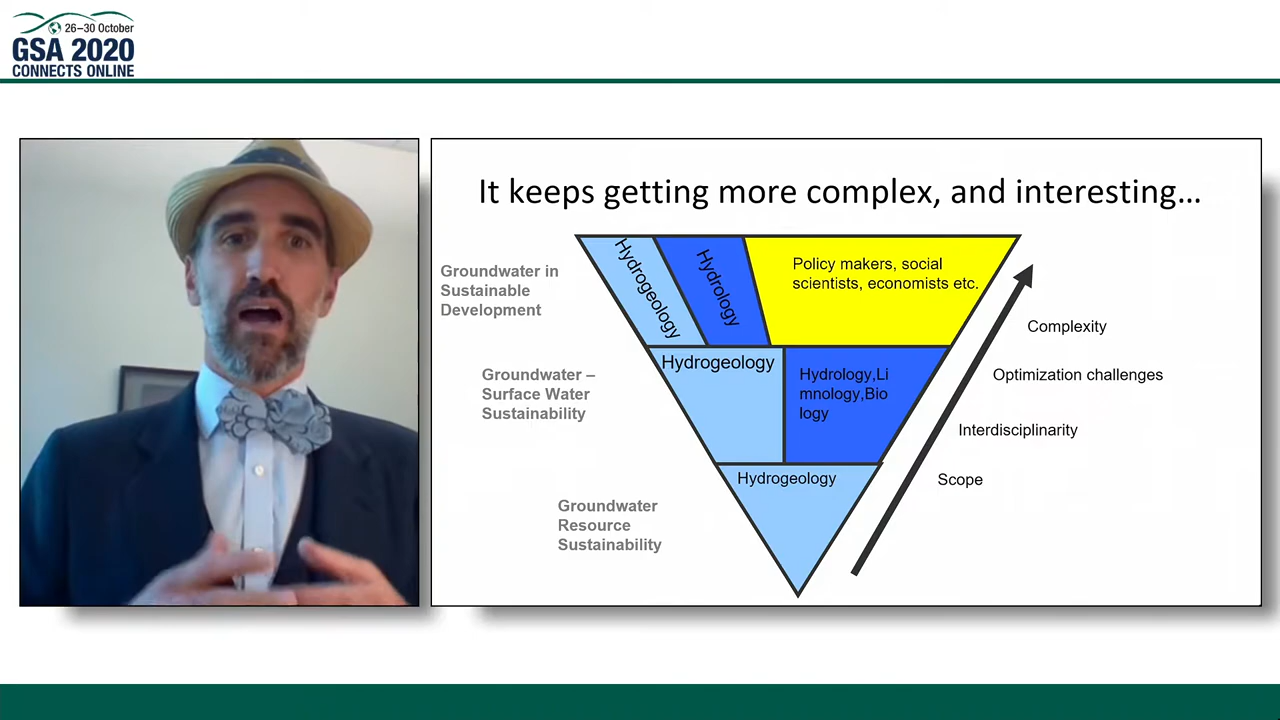 26–30 October
GSA 2020
CONNECTS ONLINE
It keeps getting more complex, and interesting…
Groundwater in
Sustainable
Development
Hydrogeology
Hydrology
Policy makers, social
scientists, economists etc.
Groundwater –
Surface Water
Sustainability
Hydrogeology
Hydrology,Li
mnology,Bio
logy
Groundwater
Resource
Sustainability
Hydrogeology
Complexity
Optimization challenges
Interdisciplinarity
Scope